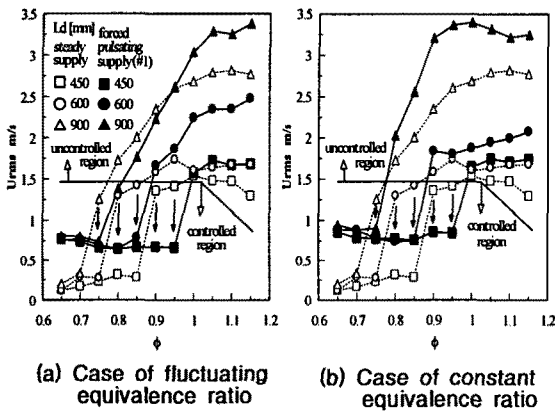 Ld [mm]
steady supply
forced pulsating supply(#1)
450 450
600 600
900 900
uncontrolled region
controlled region
Urms m/s
3.5
3
2.5
2
1.5
1
0.5
0
0.6 0.7 0.8 0.9 1 1.1 1.2
ϕ
(a) Case of fluctuating
equivalence ratio
uncontrolled region
controlled region
Urms m/s
3.5
3
2.5
2
1.5
1
0.5
0
0.6 0.7 0.8 0.9 1 1.1 1.2
ϕ
(b) Case of constant
equivalence ratio